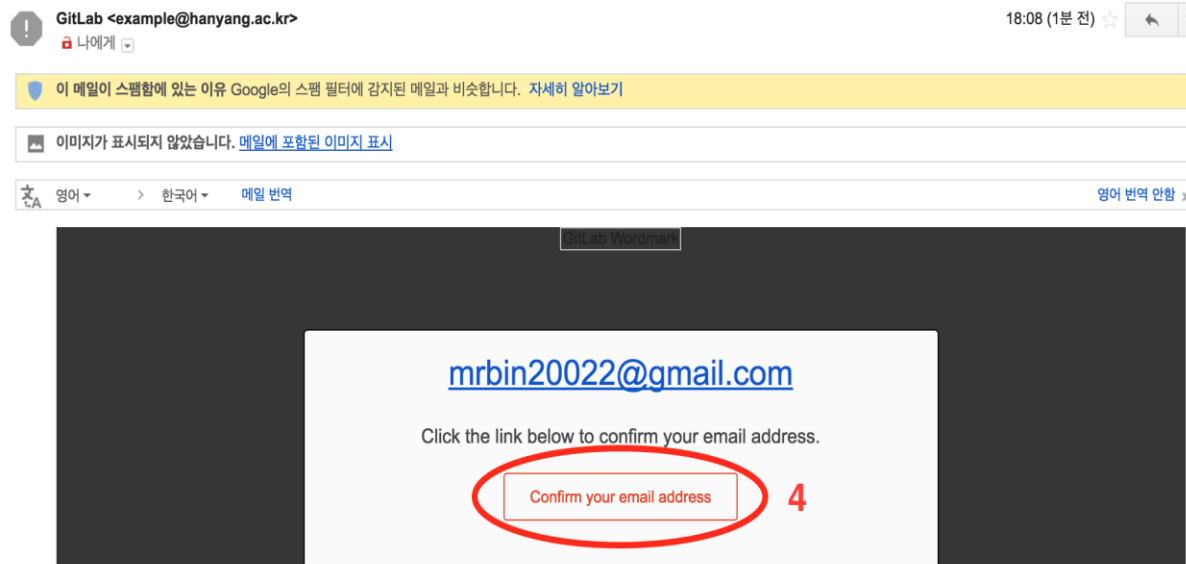 GitLab <example@hanyang.ac.kr>
18:08 (1분 전)
나에게
이 메일이 스팸함에 있는 이유 Google의 스팸 필터에 감지된 메일과 비슷합니다. 자세히 알아보기
이미지가 표시되지 않았습니다. 메일에 포함된 이미지 표시
영어 > 한국어 메일 번역
영어 번역 안함
GitLab Wordmark
mrbin20022@gmail.com
Click the link below to confirm your email address.
Confirm your email address
4